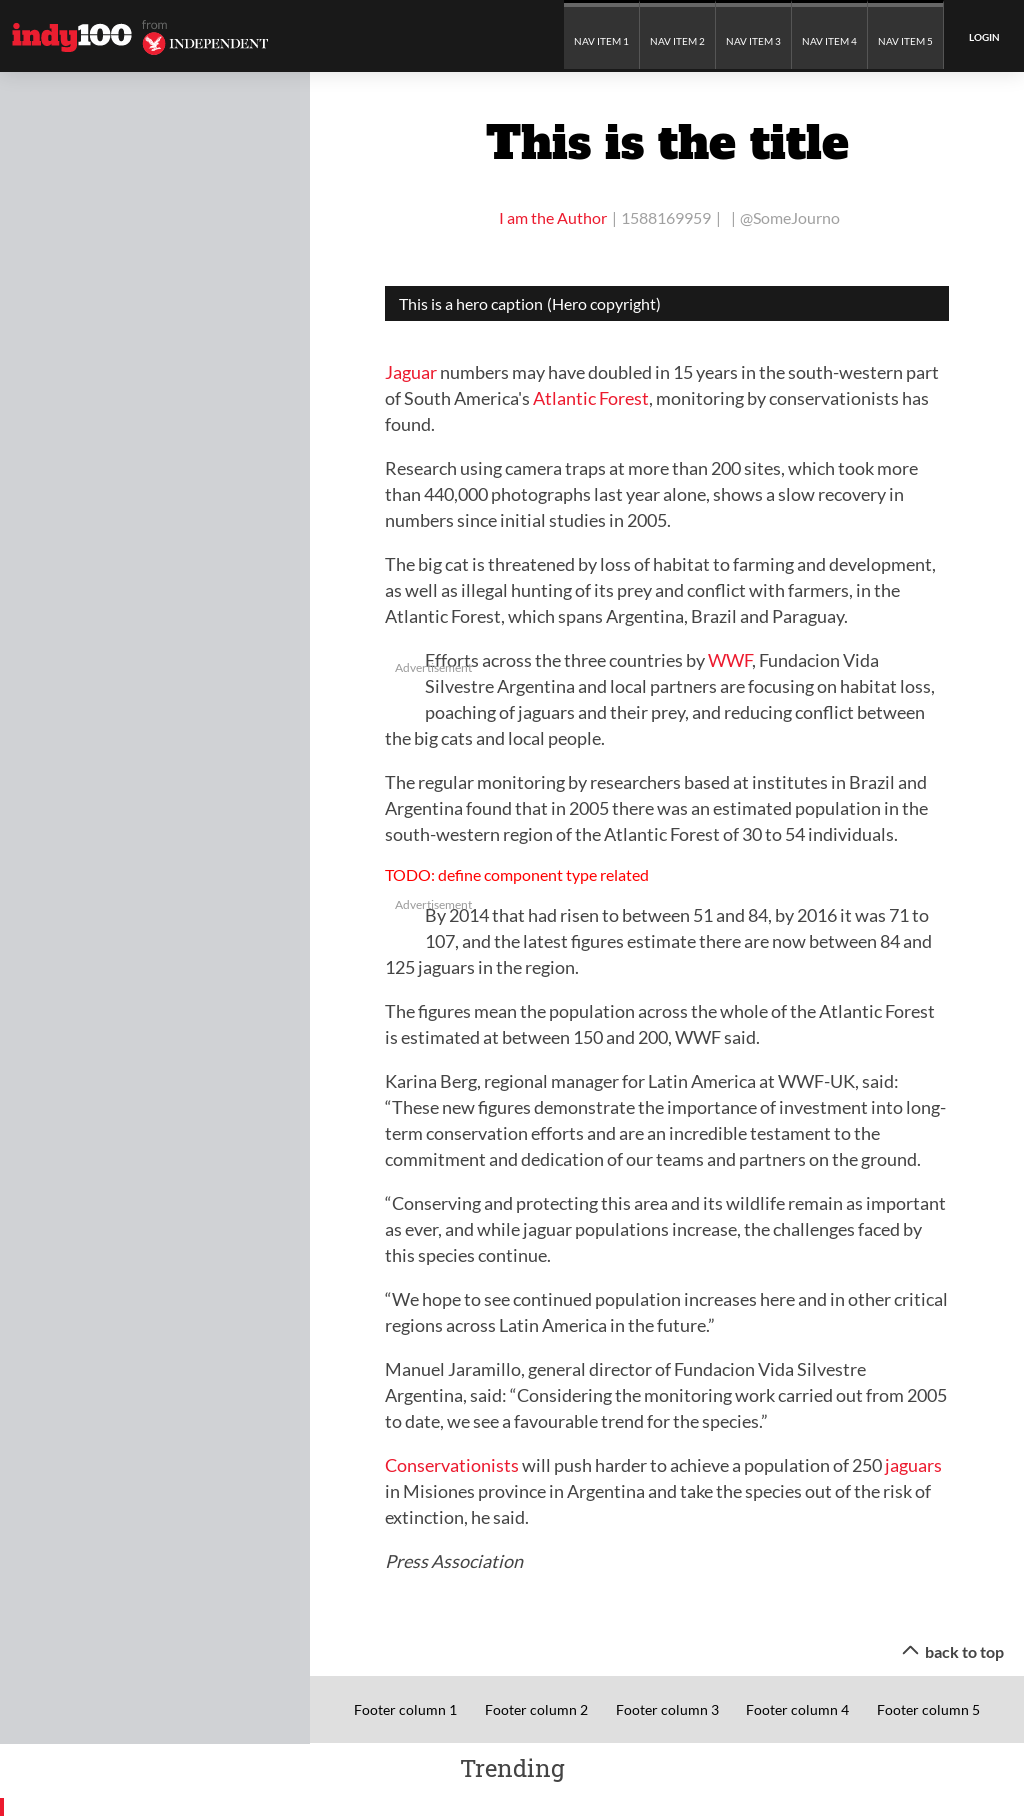 indy100 from INDEPENDENT
NAV ITEM 1 NAV ITEM 2 NAV ITEM 3 NAV ITEM 4 NAV ITEM 5 LOGIN
This is the title
I am the Author | 1588169959 | | @SomeJourno
This is a hero caption (Hero copyright)
Jaguar numbers may have doubled in 15 years in the south-western part
of South America's Atlantic Forest, monitoring by conservationists has
found.
Research using camera traps at more than 200 sites, which took more
than 440,000 photographs last year alone, shows a slow recovery in
numbers since initial studies in 2005.
The big cat is threatened by loss of habitat to farming and development,
as well as illegal hunting of its prey and conflict with farmers, in the
Atlantic Forest, which spans Argentina, Brazil and Paraguay.
Efforts across the three countries by WWF, Fundacion Vida
Advertisement
Silvestre Argentina and local partners are focusing on habitat loss,
poaching of jaguars and their prey, and reducing conflict between
the big cats and local people.
The regular monitoring by researchers based at institutes in Brazil and
Argentina found that in 2005 there was an estimated population in the
south-western region of the Atlantic Forest of 30 to 54 individuals.
TODO: define component type related
Advertisement
By 2014 that had risen to between 51 and 84, by 2016 it was 71 to
107, and the latest figures estimate there are now between 84 and
125 jaguars in the region.
The figures mean the population across the whole of the Atlantic Forest
is estimated at between 150 and 200, WWF said.
Karina Berg, regional manager for Latin America at WWF-UK, said:
“These new figures demonstrate the importance of investment into long-
term conservation efforts and are an incredible testament to the
commitment and dedication of our teams and partners on the ground.
“Conserving and protecting this area and its wildlife remain as important
as ever, and while jaguar populations increase, the challenges faced by
this species continue.
“We hope to see continued population increases here and in other critical
regions across Latin America in the future.”
Manuel Jaramillo, general director of Fundacion Vida Silvestre
Argentina, said: “Considering the monitoring work carried out from 2005
to date, we see a favourable trend for the species.”
Conservationists will push harder to achieve a population of 250 jaguars
in Misiones province in Argentina and take the species out of the risk of
extinction, he said.
Press Association
back to top
Footer column 1 Footer column 2 Footer column 3 Footer column 4 Footer column 5
Trending